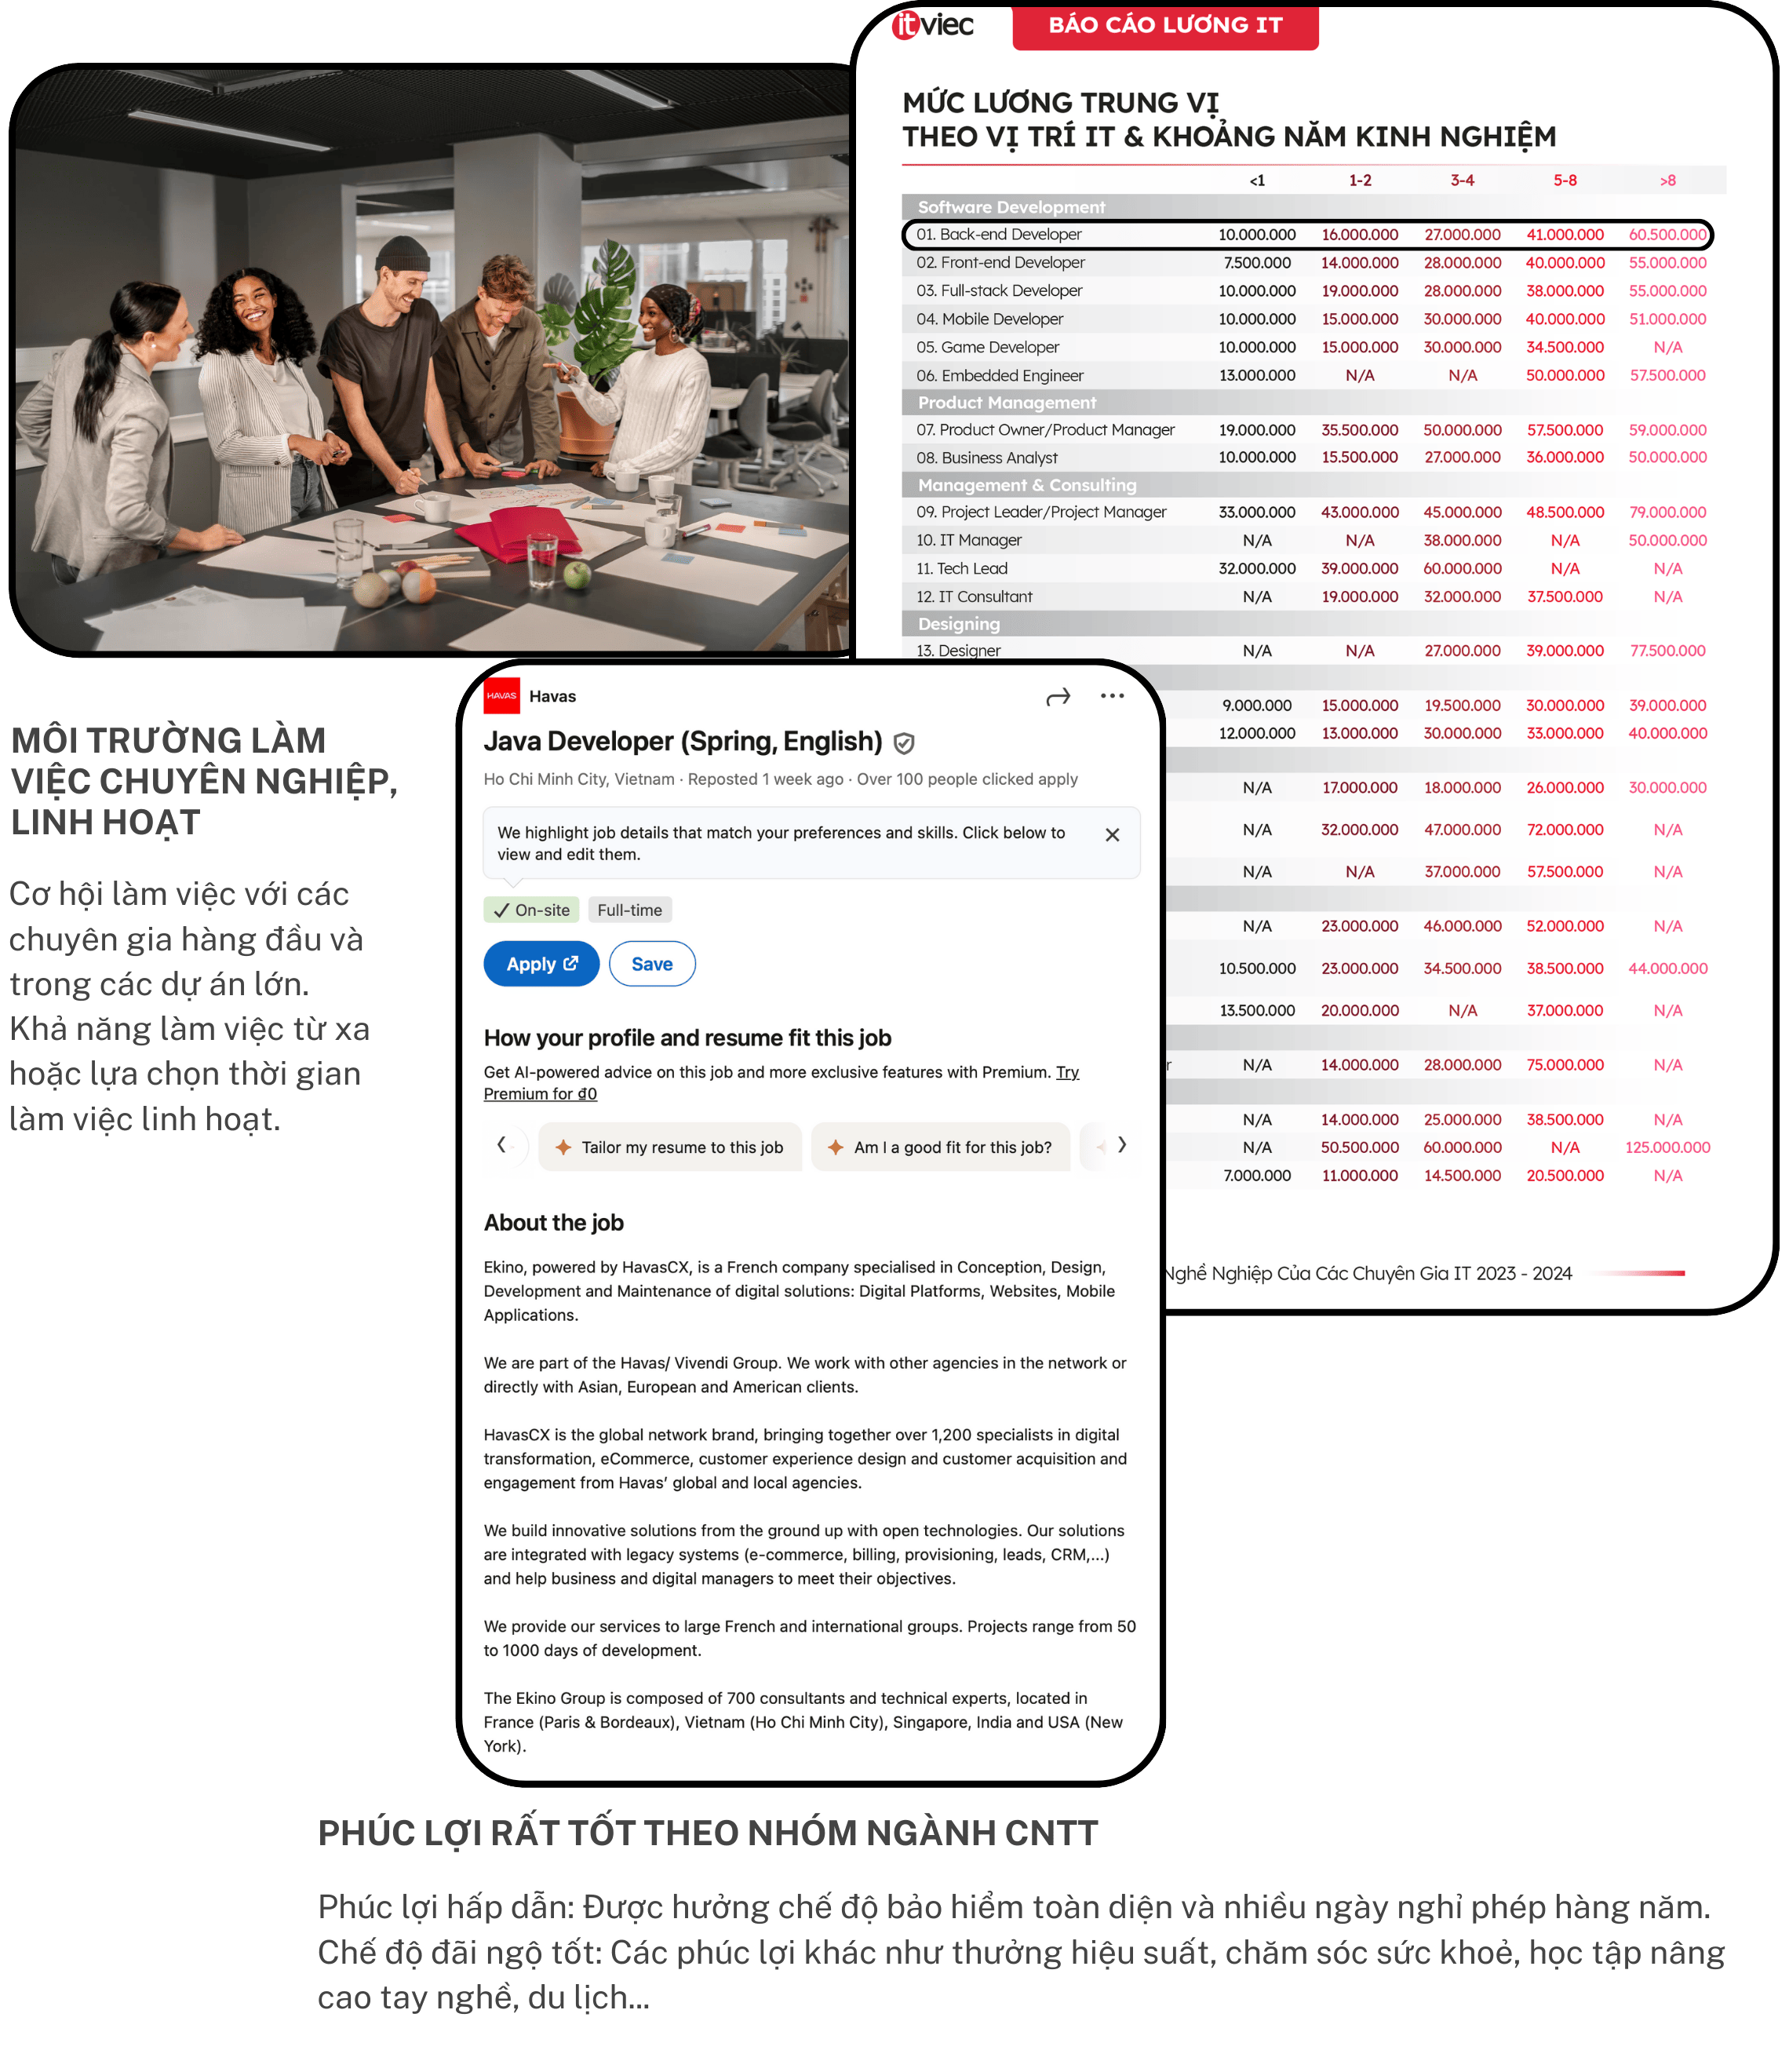 itviec
BÁO CÁO LƯƠNG IT
MỨC LƯƠNG TRUNG VỊ
THEO VỊ TRÍ IT & KHOẢNG NĂM KINH NGHIỆM
<1 1-2 3-4 5-8 >8
Software Development
01. Back-end Developer 10.000.000 16.000.000 27.000.000 41.000.000 60.500.000
02. Front-end Developer 7.500.000 14.000.000 28.000.000 40.000.000 55.000.000
03. Full-stack Developer 10.000.000 19.000.000 28.000.000 38.000.000 55.000.000
04. Mobile Developer 10.000.000 15.000.000 30.000.000 40.000.000 51.000.000
05. Game Developer 10.000.000 15.000.000 30.000.000 34.500.000 N/A
06. Embedded Engineer 13.000.000 N/A N/A 50.000.000 57.500.000
Product Management
07. Product Owner/Product Manager 19.000.000 35.500.000 50.000.000 57.500.000 59.000.000
08. Business Analyst 10.000.000 15.500.000 27.000.000 36.000.000 50.000.000
Management & Consulting
09. Project Leader/Project Manager 33.000.000 43.000.000 45.000.000 48.500.000 79.000.000
10. IT Manager N/A N/A 38.000.000 N/A 50.000.000
11. Tech Lead 32.000.000 39.000.000 60.000.000 N/A N/A
12. IT Consultant N/A 19.000.000 32.000.000 37.500.000 N/A
Designing
13. Designer N/A N/A 27.000.000 39.000.000 77.500.000
9.000.000 15.000.000 19.500.000 30.000.000 39.000.000
12.000.000 13.000.000 30.000.000 33.000.000 40.000.000
N/A 17.000.000 18.000.000 26.000.000 30.000.000
N/A 32.000.000 47.000.000 72.000.000 N/A
N/A N/A 37.000.000 57.500.000 N/A
N/A 23.000.000 46.000.000 52.000.000 N/A
10.500.000 23.000.000 34.500.000 38.500.000 44.000.000
13.500.000 20.000.000 N/A 37.000.000 N/A
r N/A 14.000.000 28.000.000 75.000.000 N/A
N/A 14.000.000 25.000.000 38.500.000 N/A
N/A 50.500.000 60.000.000 N/A 125.000.000
7.000.000 11.000.000 14.500.000 20.500.000 N/A
Nghề Nghiệp Của Các Chuyên Gia IT 2023 - 2024
MÔI TRƯỜNG LÀM
VIỆC CHUYÊN NGHIỆP,
LINH HOẠT
Cơ hội làm việc với các
chuyên gia hàng đầu và
trong các dự án lớn.
Khả năng làm việc từ xa
hoặc lựa chọn thời gian
làm việc linh hoạt.
HAVAS Havas
Java Developer (Spring, English)
Ho Chi Minh City, Vietnam · Reposted 1 week ago · Over 100 people clicked apply
We highlight job details that match your preferences and skills. Click below to
view and edit them.
On-site Full-time
Apply Save
How your profile and resume fit this job
Get AI-powered advice on this job and more exclusive features with Premium. Try
Premium for ₫0
Tailor my resume to this job Am I a good fit for this job?
About the job
Ekino, powered by HavasCX, is a French company specialised in Conception, Design,
Development and Maintenance of digital solutions: Digital Platforms, Websites, Mobile
Applications.
We are part of the Havas/ Vivendi Group. We work with other agencies in the network or
directly with Asian, European and American clients.
HavasCX is the global network brand, bringing together over 1,200 specialists in digital
transformation, eCommerce, customer experience design and customer acquisition and
engagement from Havas’ global and local agencies.
We build innovative solutions from the ground up with open technologies. Our solutions
are integrated with legacy systems (e-commerce, billing, provisioning, leads, CRM,...)
and help business and digital managers to meet their objectives.
We provide our services to large French and international groups. Projects range from 50
to 1000 days of development.
The Ekino Group is composed of 700 consultants and technical experts, located in
France (Paris & Bordeaux), Vietnam (Ho Chi Minh City), Singapore, India and USA (New
York).
PHÚC LỢI RẤT TỐT THEO NHÓM NGÀNH CNTT
Phúc lợi hấp dẫn: Được hưởng chế độ bảo hiểm toàn diện và nhiều ngày nghỉ phép hàng năm.
Chế độ đãi ngộ tốt: Các phúc lợi khác như thưởng hiệu suất, chăm sóc sức khoẻ, học tập nâng
cao tay nghề, du lịch...